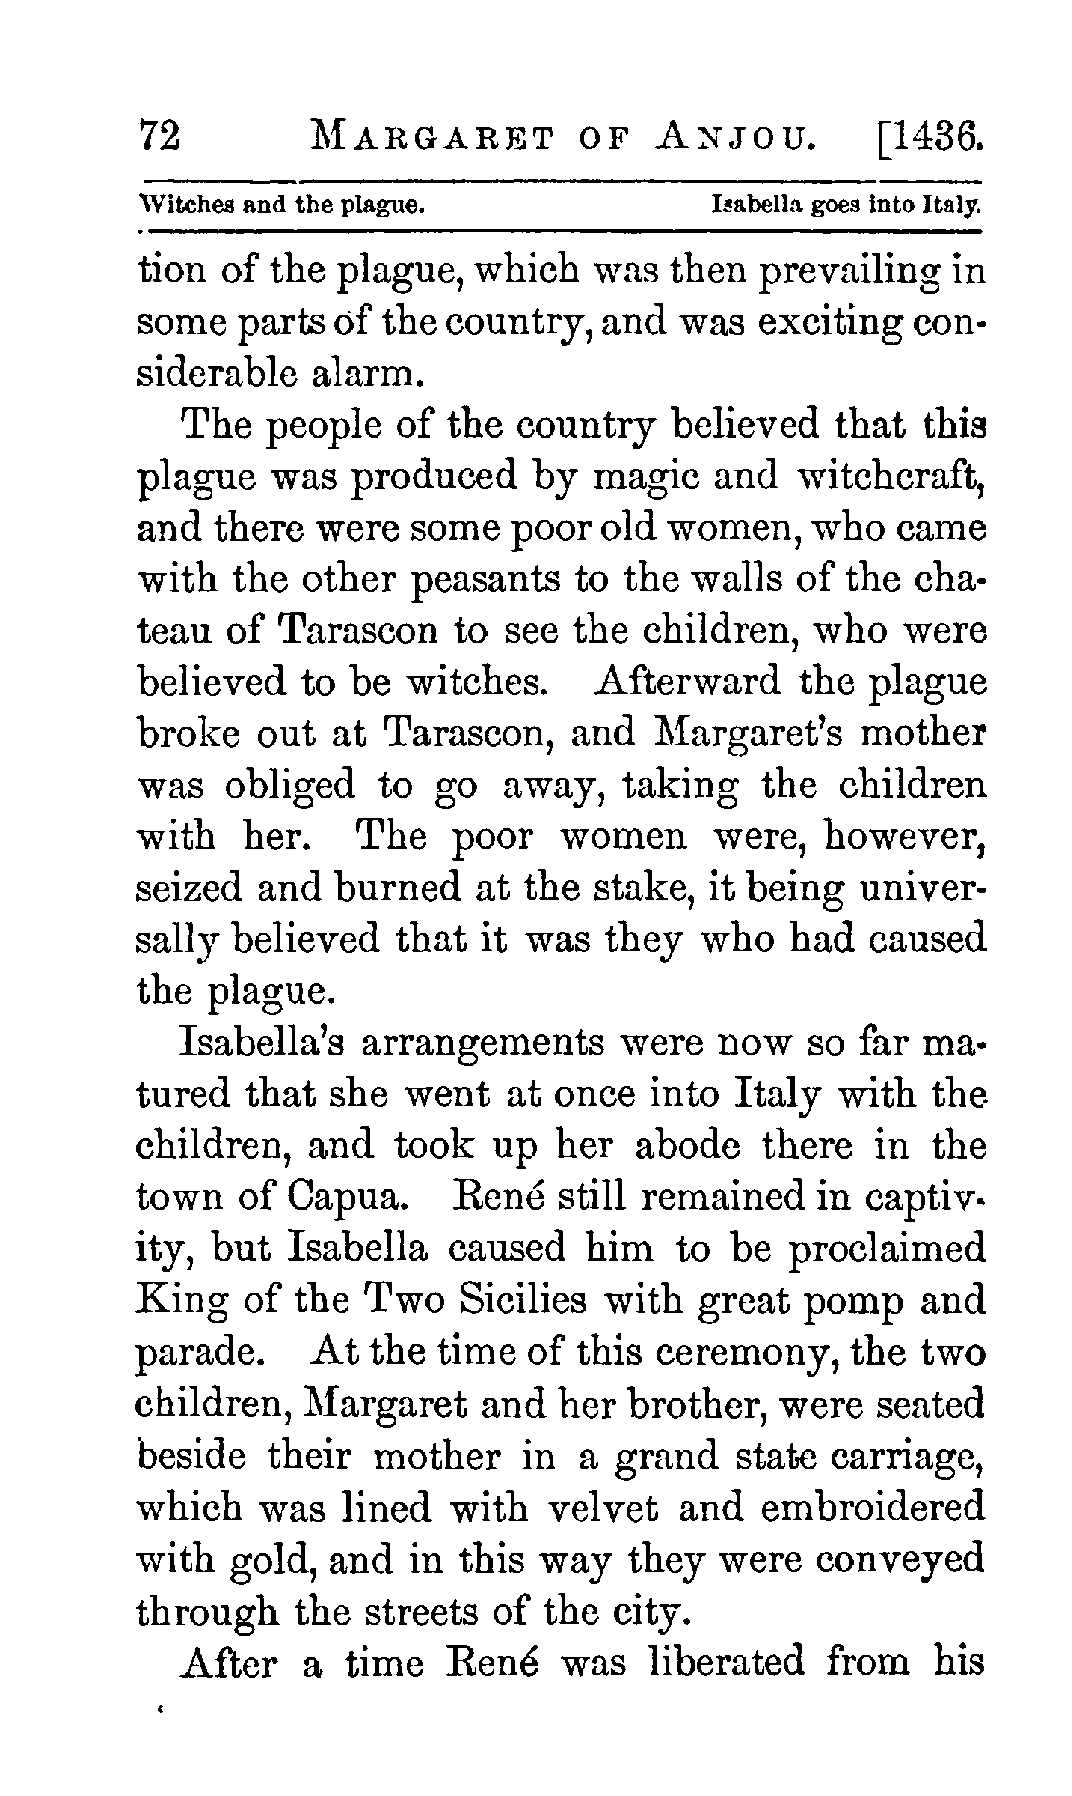 72 MARGARET OF ANJOU. [1436.
Witches and the plague. Isabella goes into Italy.
tion of the plague, which was then prevailing in
some parts of the country, and was exciting con-
siderable alarm.
The people of the country believed that this
plague was produced by magic and witchcraft,
and there were some poor old women, who came
with the other peasants to the walls of the cha-
teau of Tarascon to see the children, who were
believed to be witches. Afterward the plague
broke out at Tarascon, and Margaret's mother
was obliged to go away, taking the children
with her. The poor women were, however,
seized and burned at the stake, it being univer-
sally believed that it was they who had caused
the plague.
Isabella's arrangements were now so far ma-
tured that she went at once into Italy with the
children, and took up her abode there in the
town of Capua. René still remained in captiv-
ity, but Isabella caused him to be proclaimed
King of the Two Sicilies with great pomp and
parade. At the time of this ceremony, the two
children, Margaret and her brother, were seated
beside their mother in a grand state carriage,
which was lined with velvet and embroidered
with gold, and in this way they were conveyed
through the streets of the city.
After a time René was liberated from his